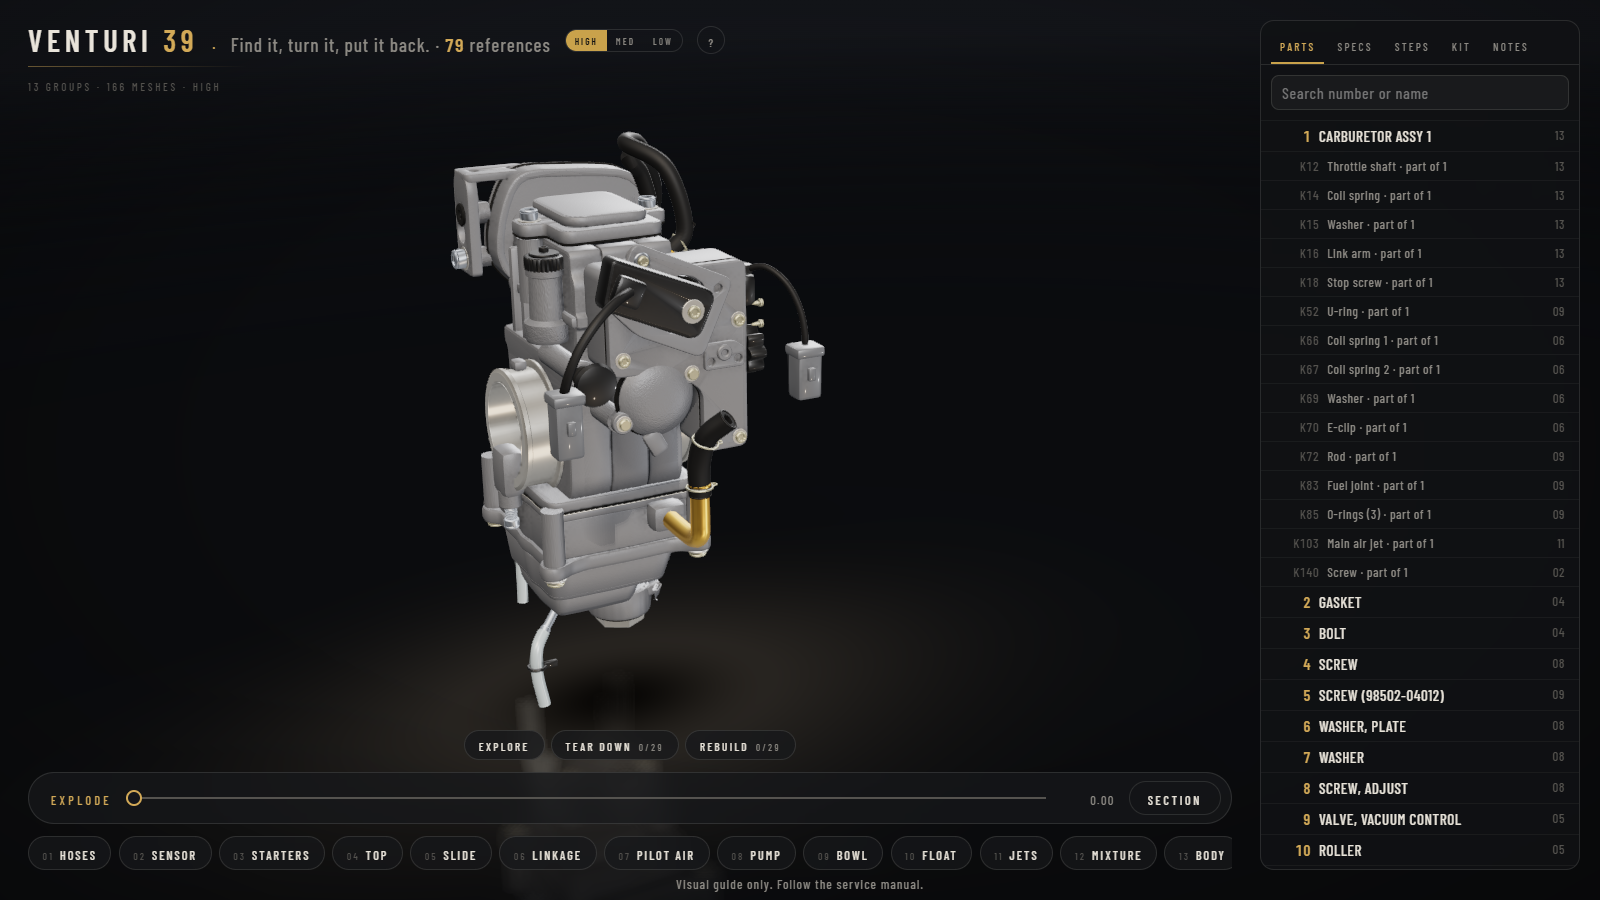 VENTURI 39 · Find it, turn it, put it back. · 79 references HIGH MED LOW ?
13 GROUPS · 166 MESHES · HIGH
EXPLORE TEAR DOWN 0/29 REBUILD 0/29
EXPLODE 0.00 SECTION
01 HOSES 02 SENSOR 03 STARTERS 04 TOP 05 SLIDE 06 LINKAGE 07 PILOT AIR 08 PUMP 09 BOWL 10 FLOAT 11 JETS 12 MIXTURE 13 BODY
Visual guide only. Follow the service manual.
PARTS SPECS STEPS KIT NOTES
Search number or name
1 CARBURETOR ASSY 1 13
K12 Throttle shaft · part of 1 13
K14 Coil spring · part of 1 13
K15 Washer · part of 1 13
K16 Link arm · part of 1 13
K18 Stop screw · part of 1 13
K52 U-ring · part of 1 09
K66 Coil spring 1 · part of 1 06
K67 Coil spring 2 · part of 1 06
K69 Washer · part of 1 06
K70 E-clip · part of 1 06
K72 Rod · part of 1 09
K83 Fuel joint · part of 1 09
K85 O-rings (3) · part of 1 09
K103 Main air jet · part of 1 11
K140 Screw · part of 1 02
2 GASKET 04
3 BOLT 04
4 SCREW 08
5 SCREW (98502-04012) 09
6 WASHER, PLATE 08
7 WASHER 08
8 SCREW, ADJUST 08
9 VALVE, VACUUM CONTROL 05
10 ROLLER 05